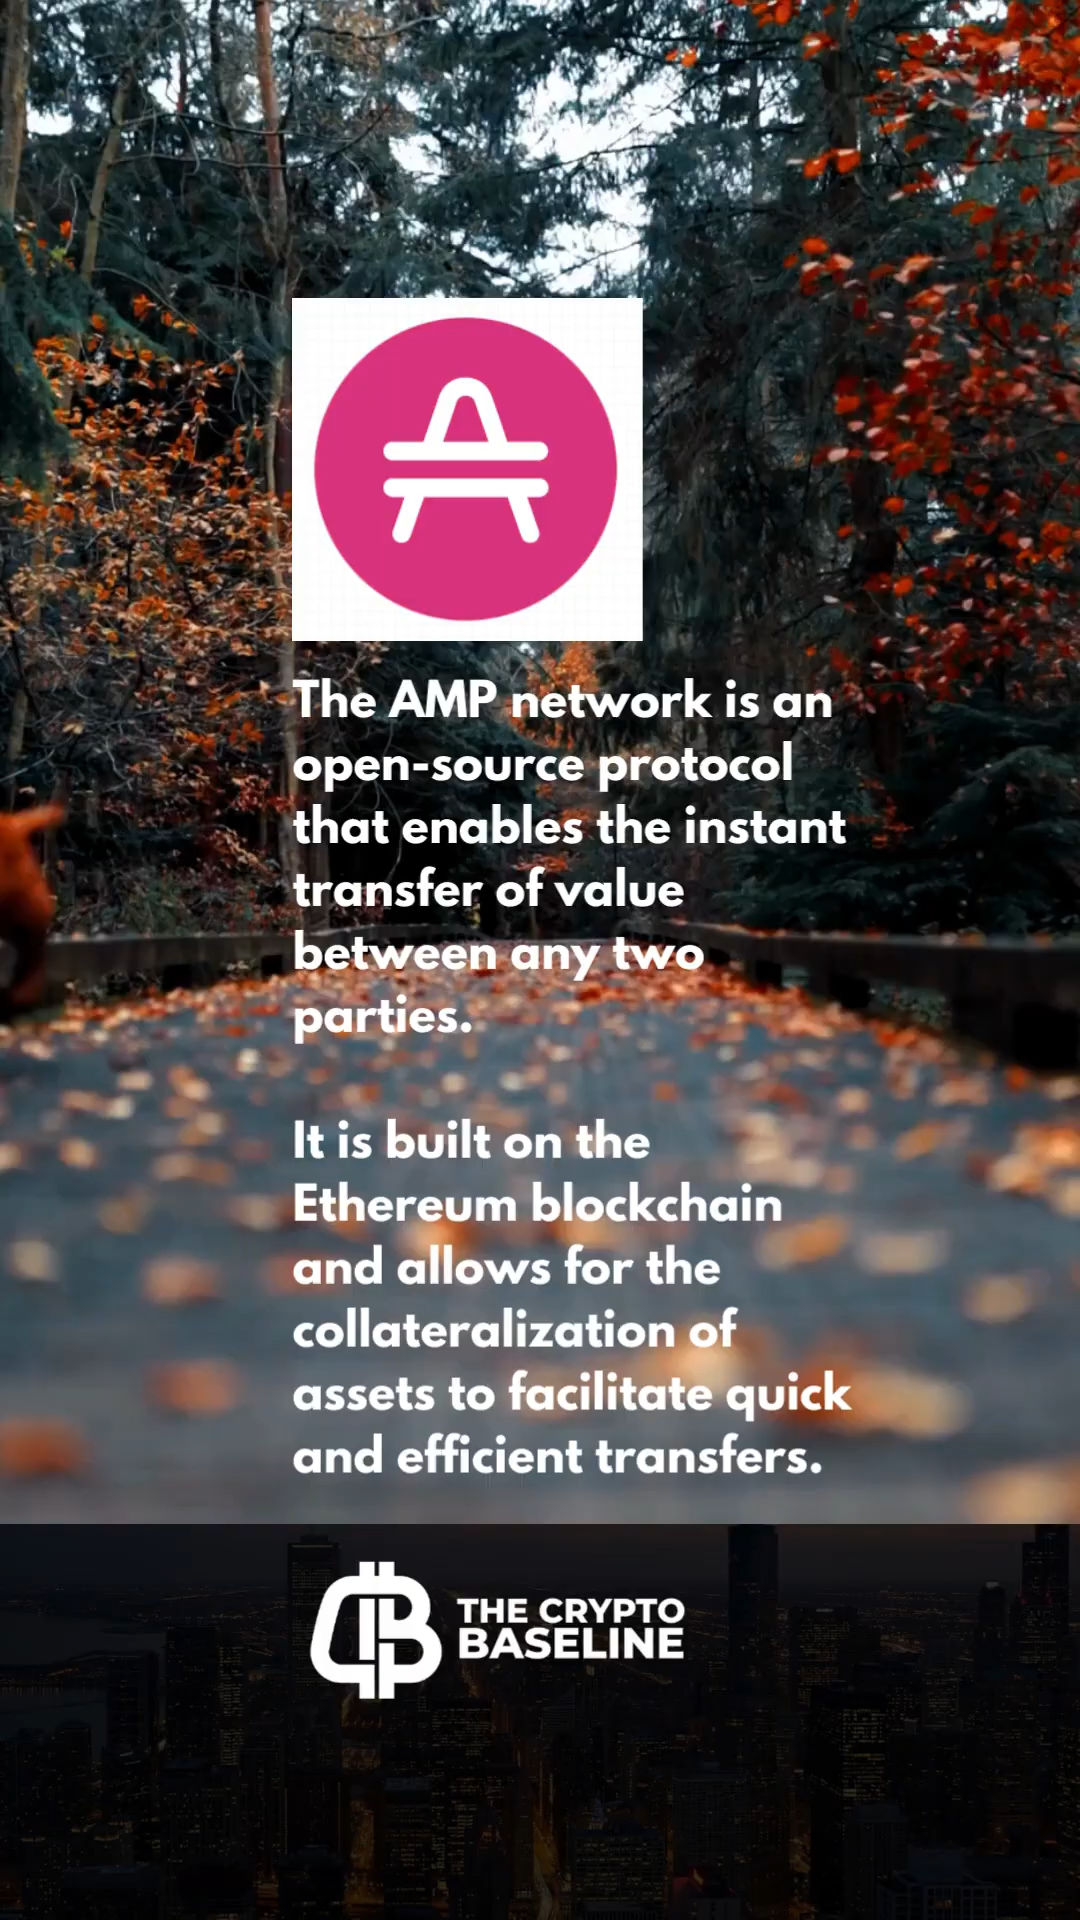 The AMP network is an
open-source protocol
that enables the instant
transfer of value
between any two
parties.
It is built on the
Ethereum blockchain
and allows for the
collateralization of
assets to facilitate quick
and efficient transfers.
THE CRYPTO
BASELINE